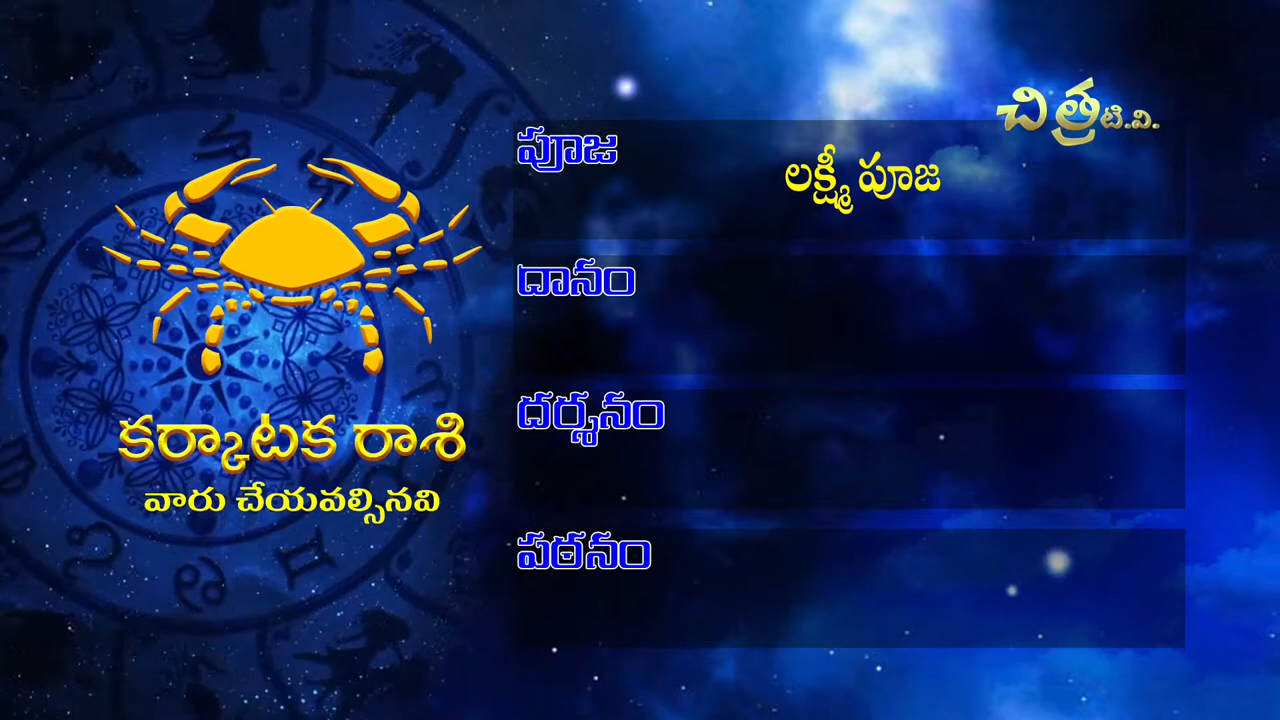 చిత్ర టి.వి.
పూజ
లక్ష్మీ పూజ
దానం
దర్శనం
పఠనం
కర్కాటక రాశి
వారు చేయవల్సినవి